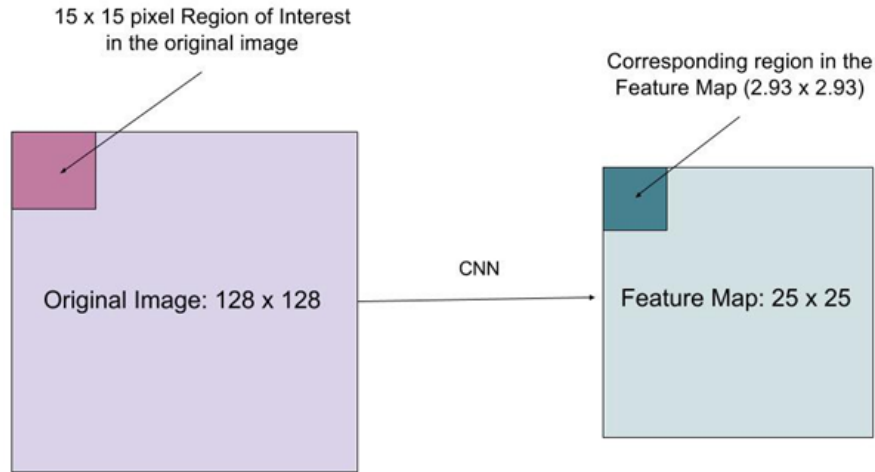 15 x 15 pixel Region of Interest
in the original image
Corresponding region in the
Feature Map (2.93 x 2.93)
CNN
Original Image: 128 x 128
Feature Map: 25 x 25